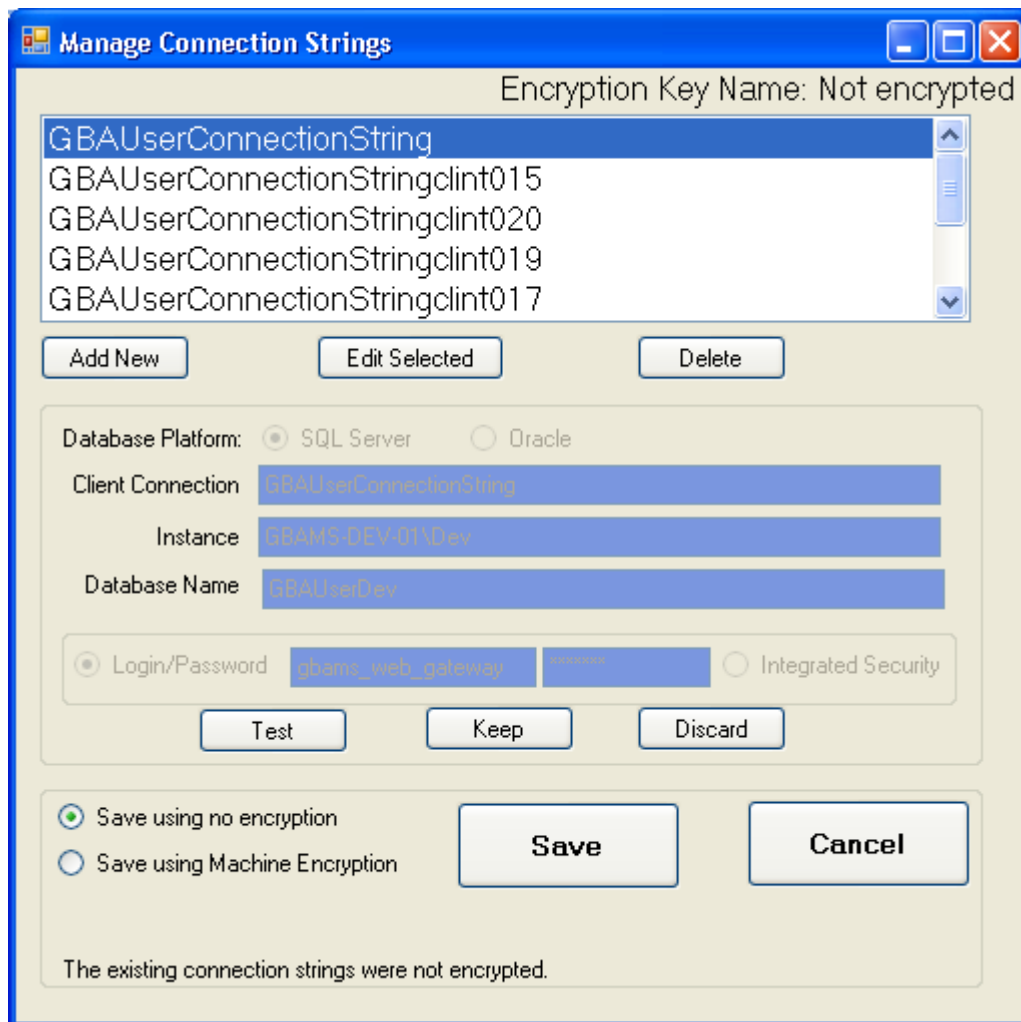 Manage Connection Strings
Encryption Key Name: Not encrypted
GBAUserConnectionString
GBAUserConnectionStringclint015
GBAUserConnectionStringclint020
GBAUserConnectionStringclint019
GBAUserConnectionStringclint017
Add New Edit Selected Delete
Database Platform: SQL Server Oracle
Client Connection GBAUserConnectionString
Instance GBAMS-DEV-01\Dev
Database Name GBAUserDev
Login/Password gbams_web_gateway ******* Integrated Security
Test Keep Discard
Save using no encryption
Save using Machine Encryption
Save Cancel
The existing connection strings were not encrypted.